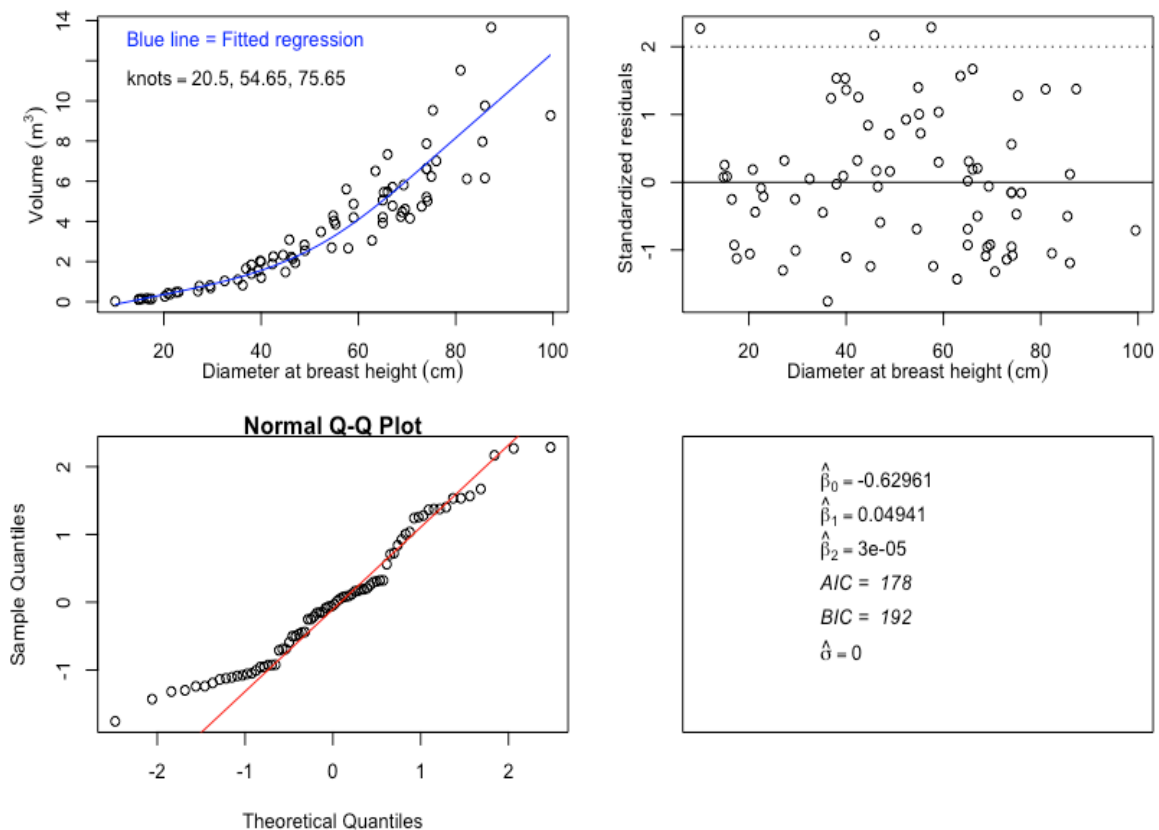 Blue line = Fitted regression
knots = 20.5, 54.65, 75.65
Volume (m³)
14
12
10
8
6
4
2
0
20 40 60 80 100
Diameter at breast height (cm)
Standardized residuals
2
1
0
-1
20 40 60 80 100
Diameter at breast height (cm)
Normal Q-Q Plot
Sample Quantiles
2
1
0
-1
-2 -1 0 1 2
Theoretical Quantiles
β̂₀ = -0.62961
β̂₁ = 0.04941
β̂₂ = 3e-05
AIC = 178
BIC = 192
σ̂ = 0